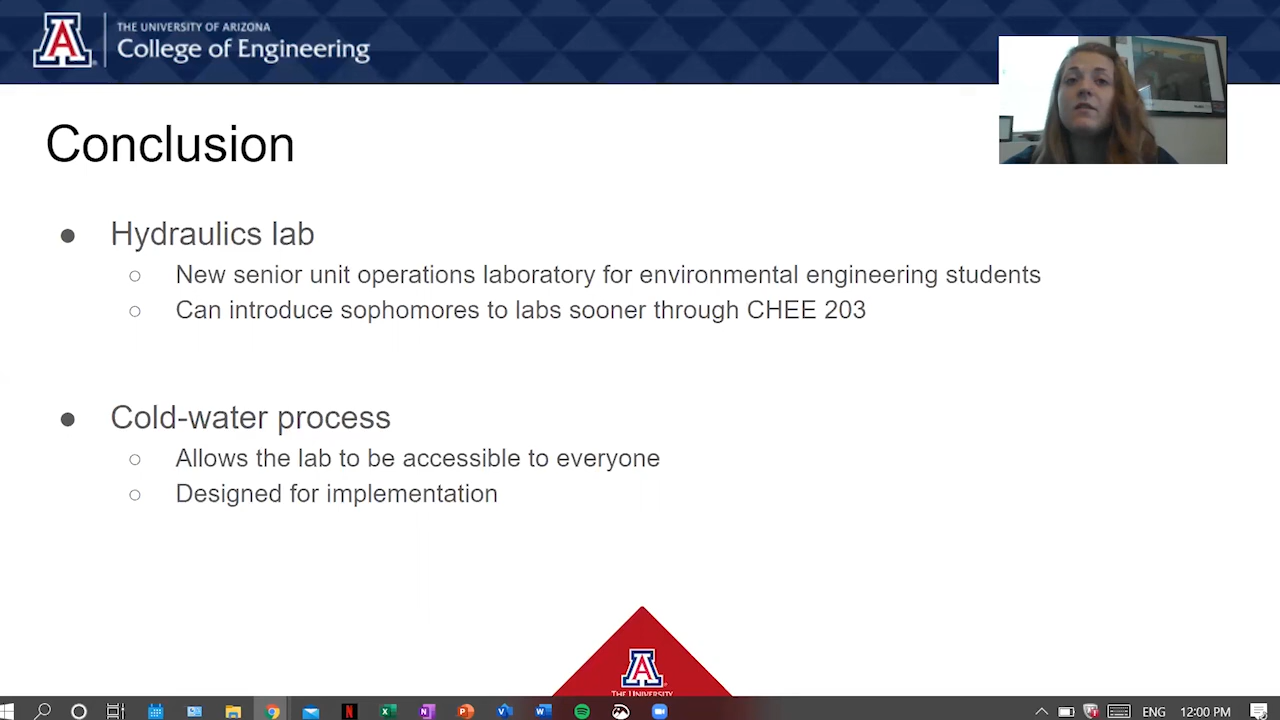 THE UNIVERSITY OF ARIZONA
College of Engineering
Conclusion
Hydraulics lab
New senior unit operations laboratory for environmental engineering students
Can introduce sophomores to labs sooner through CHEE 203
Cold-water process
Allows the lab to be accessible to everyone
Designed for implementation
A
THE UNIVERSITY
ENG
12:00 PM